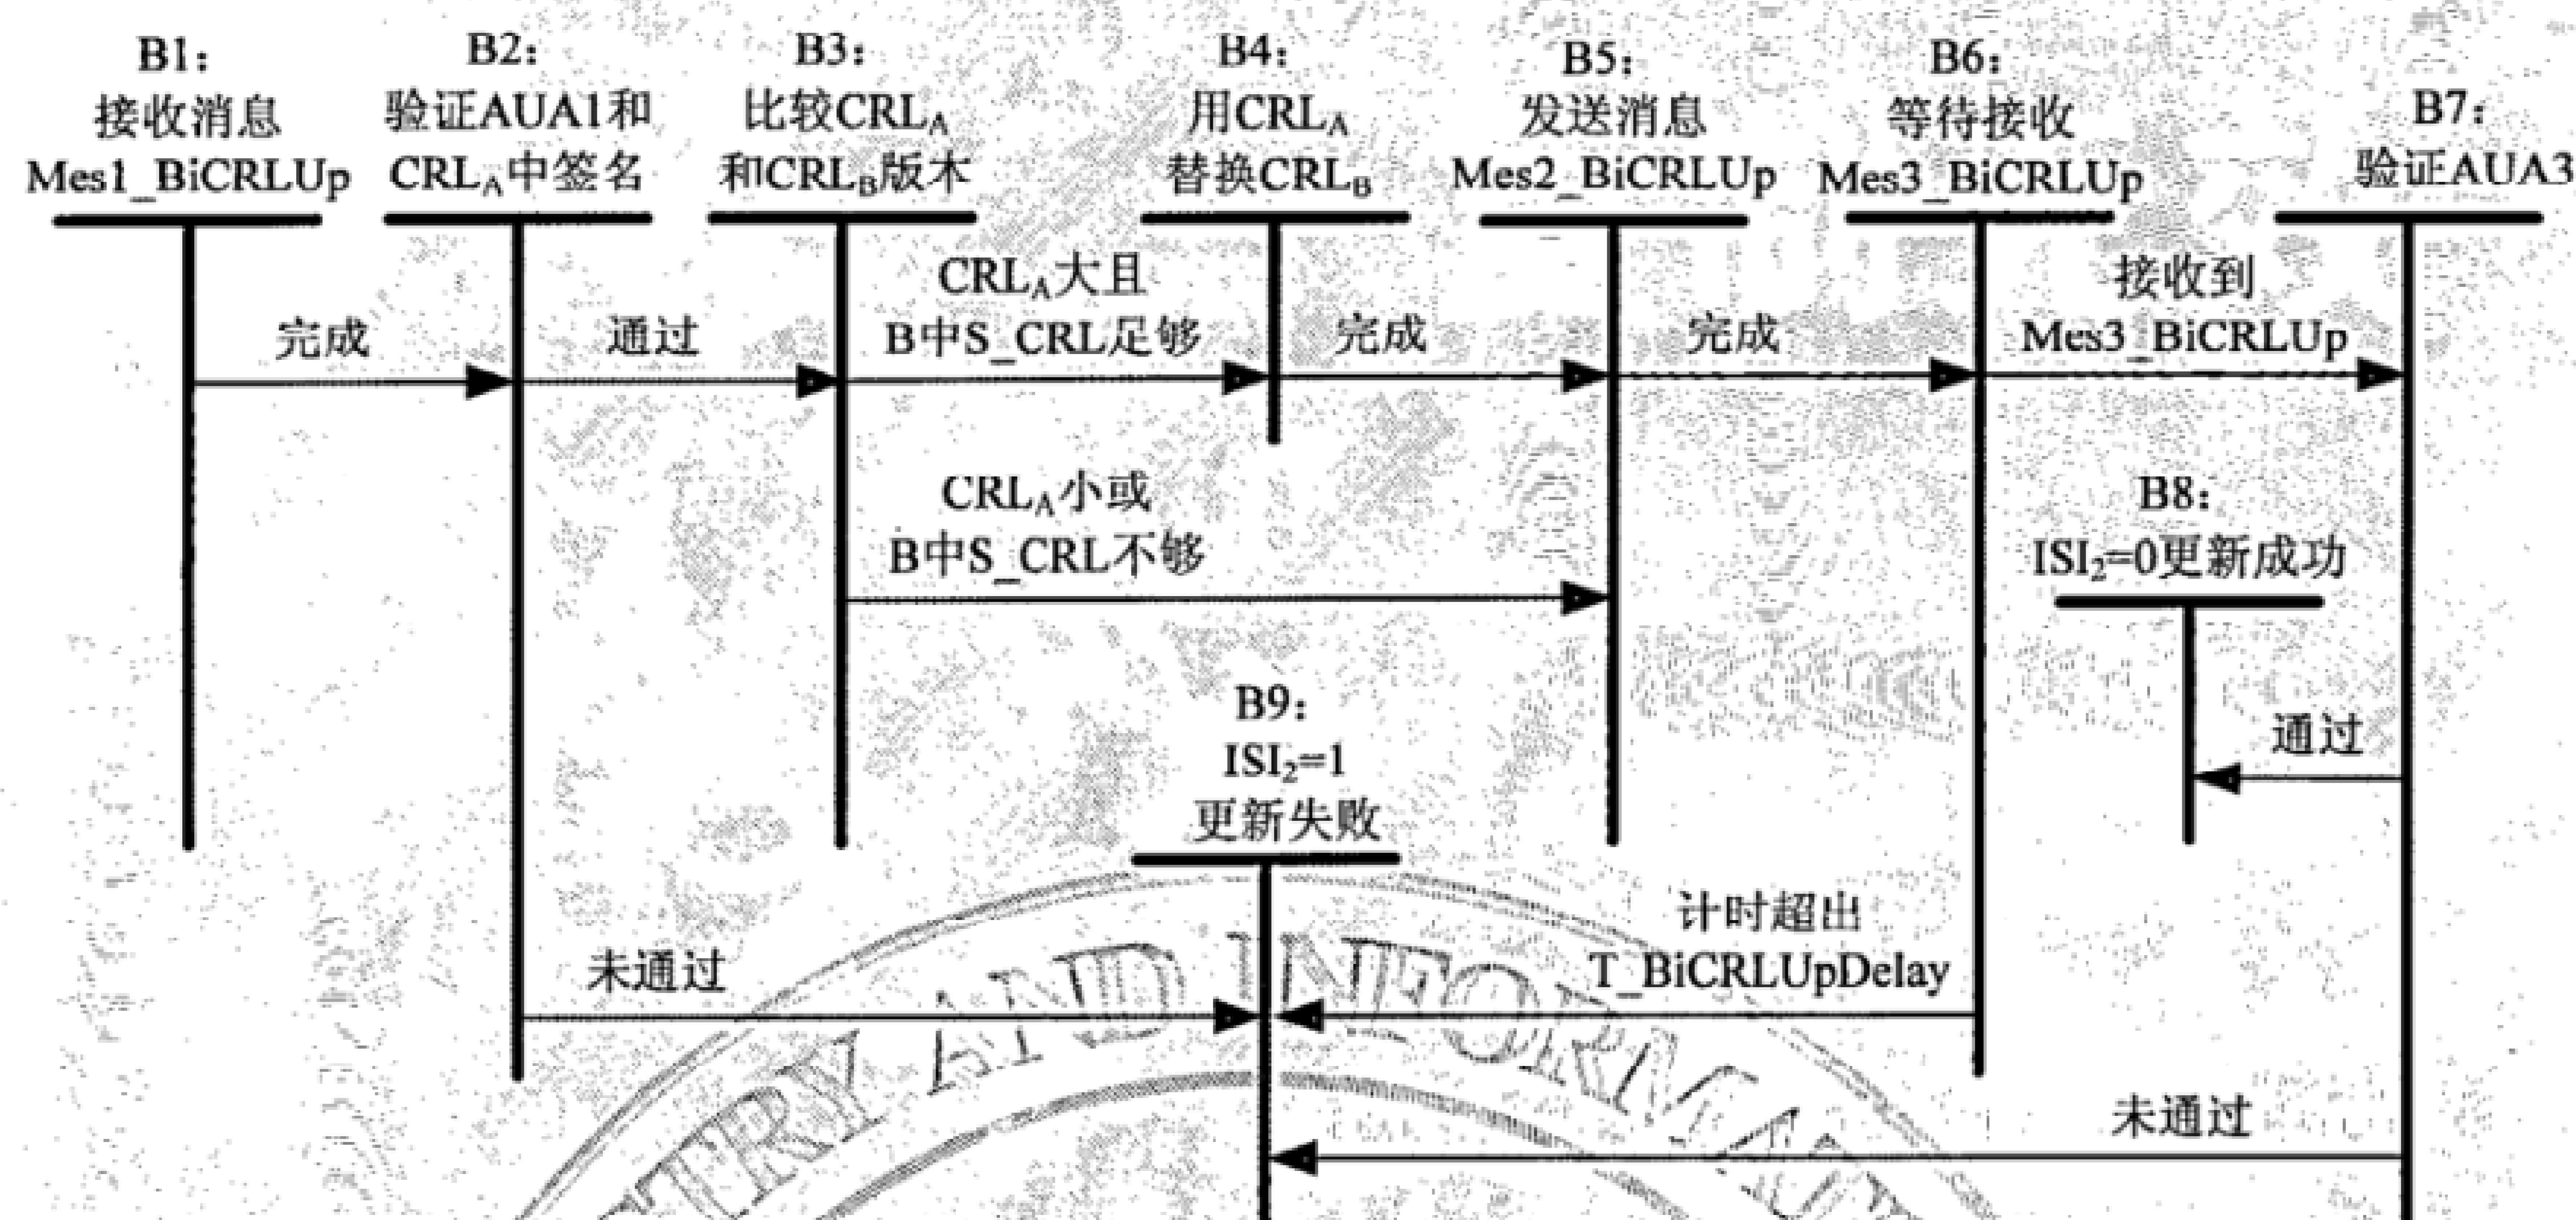 B1:
接收消息
Mes1_BiCRLUp
B2:
验证AUA1和
CRLA中签名
B3:
比较CRLA
和CRLB版本
B4:
用CRLA
替换CRLB
B5:
发送消息
Mes2_BiCRLUp
B6:
等待接收
Mes3_BiCRLUp
B7:
验证AUA3
完成
通过
CRLA大且
B中S_CRL足够
完成
完成
接收到
Mes3_BiCRLUp
CRLA小或
B中S_CRL不够
B8:
ISI2=0更新成功
通过
B9:
ISI2=1
更新失败
未通过
计时超出
T_BiCRLUpDelay
未通过
TRY AND INFORMAT